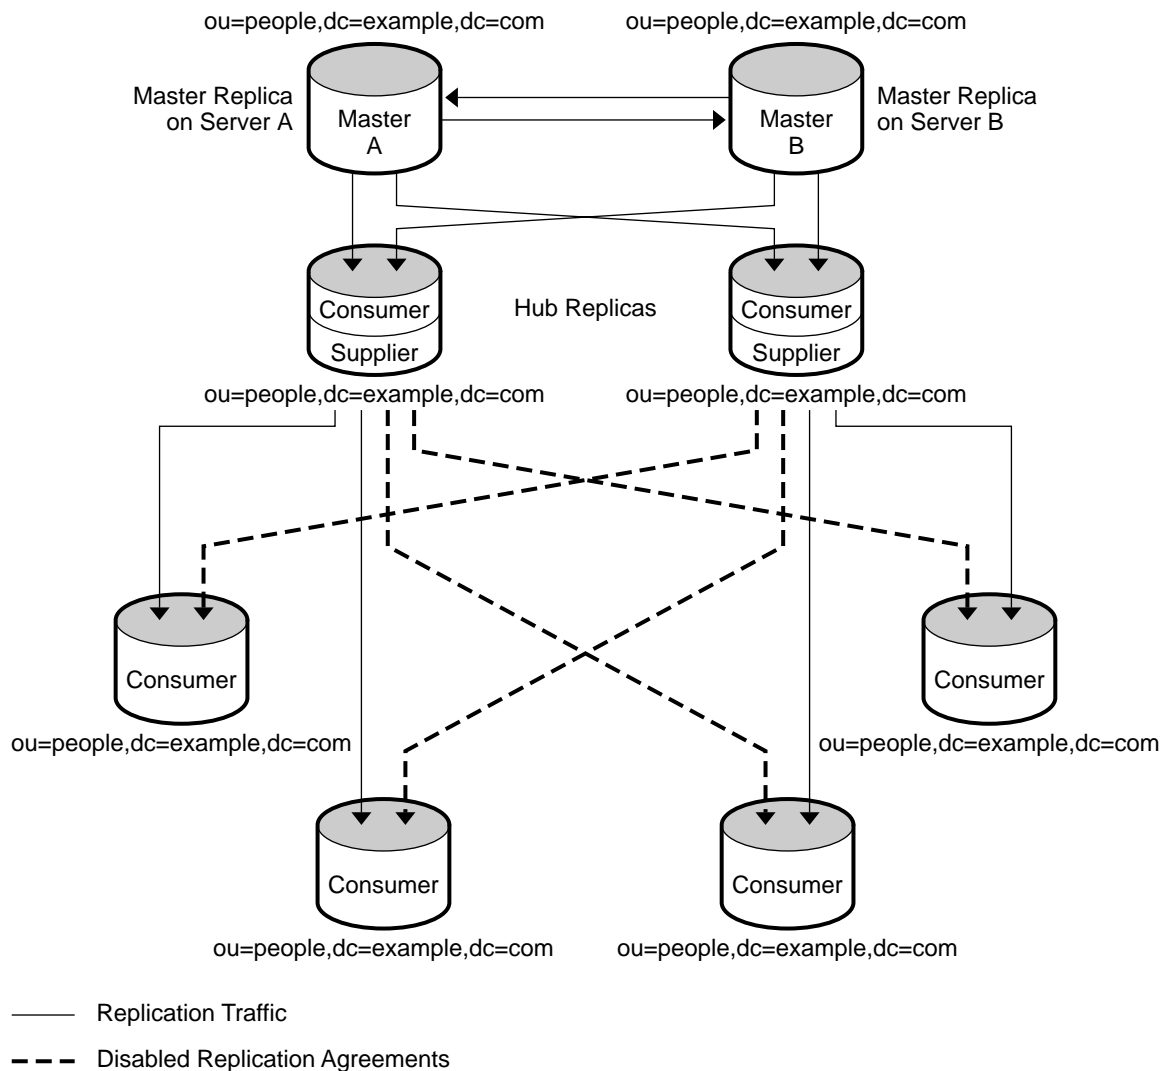 ou=people,dc=example,dc=com
ou=people,dc=example,dc=com
Master Replica
on Server A
Master
A
Master
B
Master Replica
on Server B
Consumer
Supplier
Hub Replicas
Consumer
Supplier
ou=people,dc=example,dc=com
ou=people,dc=example,dc=com
Consumer
Consumer
ou=people,dc=example,dc=com
ou=people,dc=example,dc=com
Consumer
Consumer
ou=people,dc=example,dc=com
ou=people,dc=example,dc=com
Replication Traffic
Disabled Replication Agreements